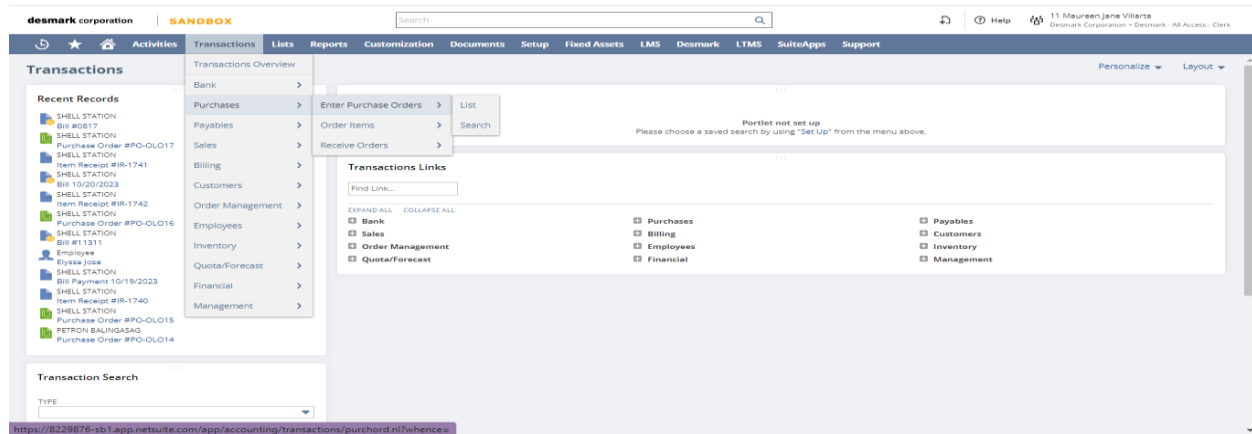 desmark corporation | SANDBOX
Search
Help
11 Maureen Jane Villarta
Desmark Corporation • Desmark - All Access - Clerk
Activities Transactions Lists Reports Customization Documents Setup Fixed Assets LMS Desmark LTMS SuiteApps Support
Transactions
Personalize Layout
Transactions Overview
Bank
Purchases
Payables
Sales
Billing
Customers
Order Management
Employees
Inventory
Quota/Forecast
Financial
Management
Enter Purchase Orders
Order Items
Receive Orders
List
Search
Recent Records
SHELL STATION
Bill #0817
SHELL STATION
Purchase Order #PO-OLO17
SHELL STATION
Item Receipt #IR-1741
SHELL STATION
Bill 10/20/2023
SHELL STATION
Item Receipt #IR-1742
SHELL STATION
Purchase Order #PO-OLO16
SHELL STATION
Bill #11311
Employee
Elyssa Jose
SHELL STATION
Bill Payment 10/19/2023
SHELL STATION
Item Receipt #IR-1740
SHELL STATION
Purchase Order #PO-OLO15
PETRON BALINGASAG
Purchase Order #PO-OLO14
Portlet not set up
Please choose a saved search by using "Set Up" from the menu above.
Transactions Links
Find Link...
EXPAND ALL COLLAPSE ALL
Bank Purchases Payables
Sales Billing Customers
Order Management Employees Inventory
Quota/Forecast Financial Management
Transaction Search
TYPE
https://8229876-sb1.app.netsuite.com/app/accounting/transactions/purchord.nl?whence=